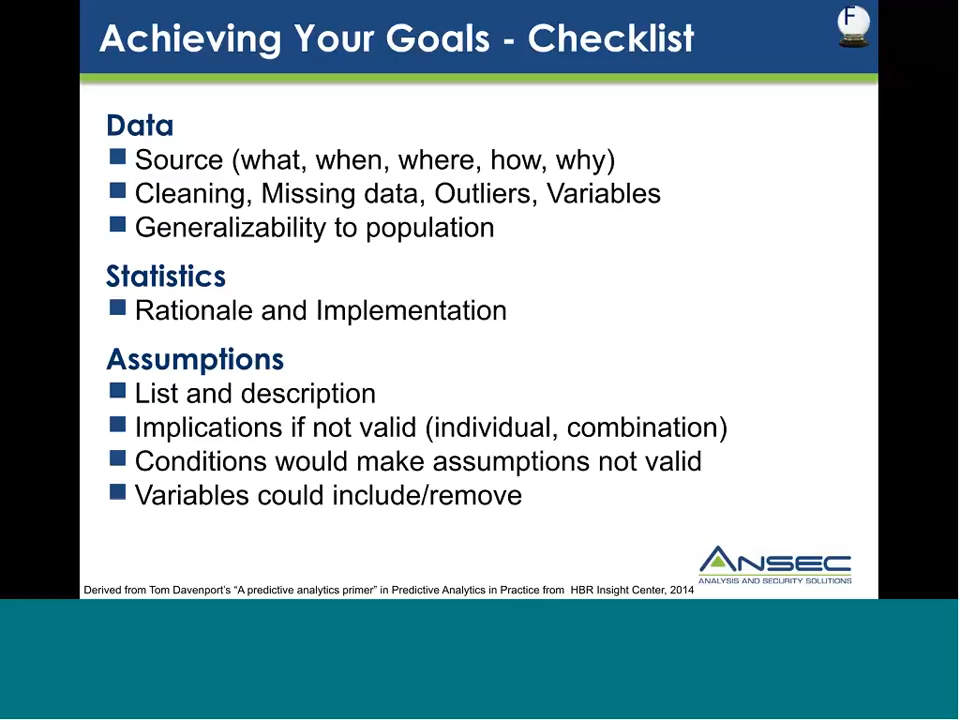 Achieving Your Goals - Checklist
F
Data
Source (what, when, where, how, why)
Cleaning, Missing data, Outliers, Variables
Generalizability to population
Statistics
Rationale and Implementation
Assumptions
List and description
Implications if not valid (individual, combination)
Conditions would make assumptions not valid
Variables could include/remove
ANSEC
ANALYSIS AND SECURITY SOLUTIONS
Derived from Tom Davenport's “A predictive analytics primer” in Predictive Analytics in Practice from  HBR Insight Center, 2014